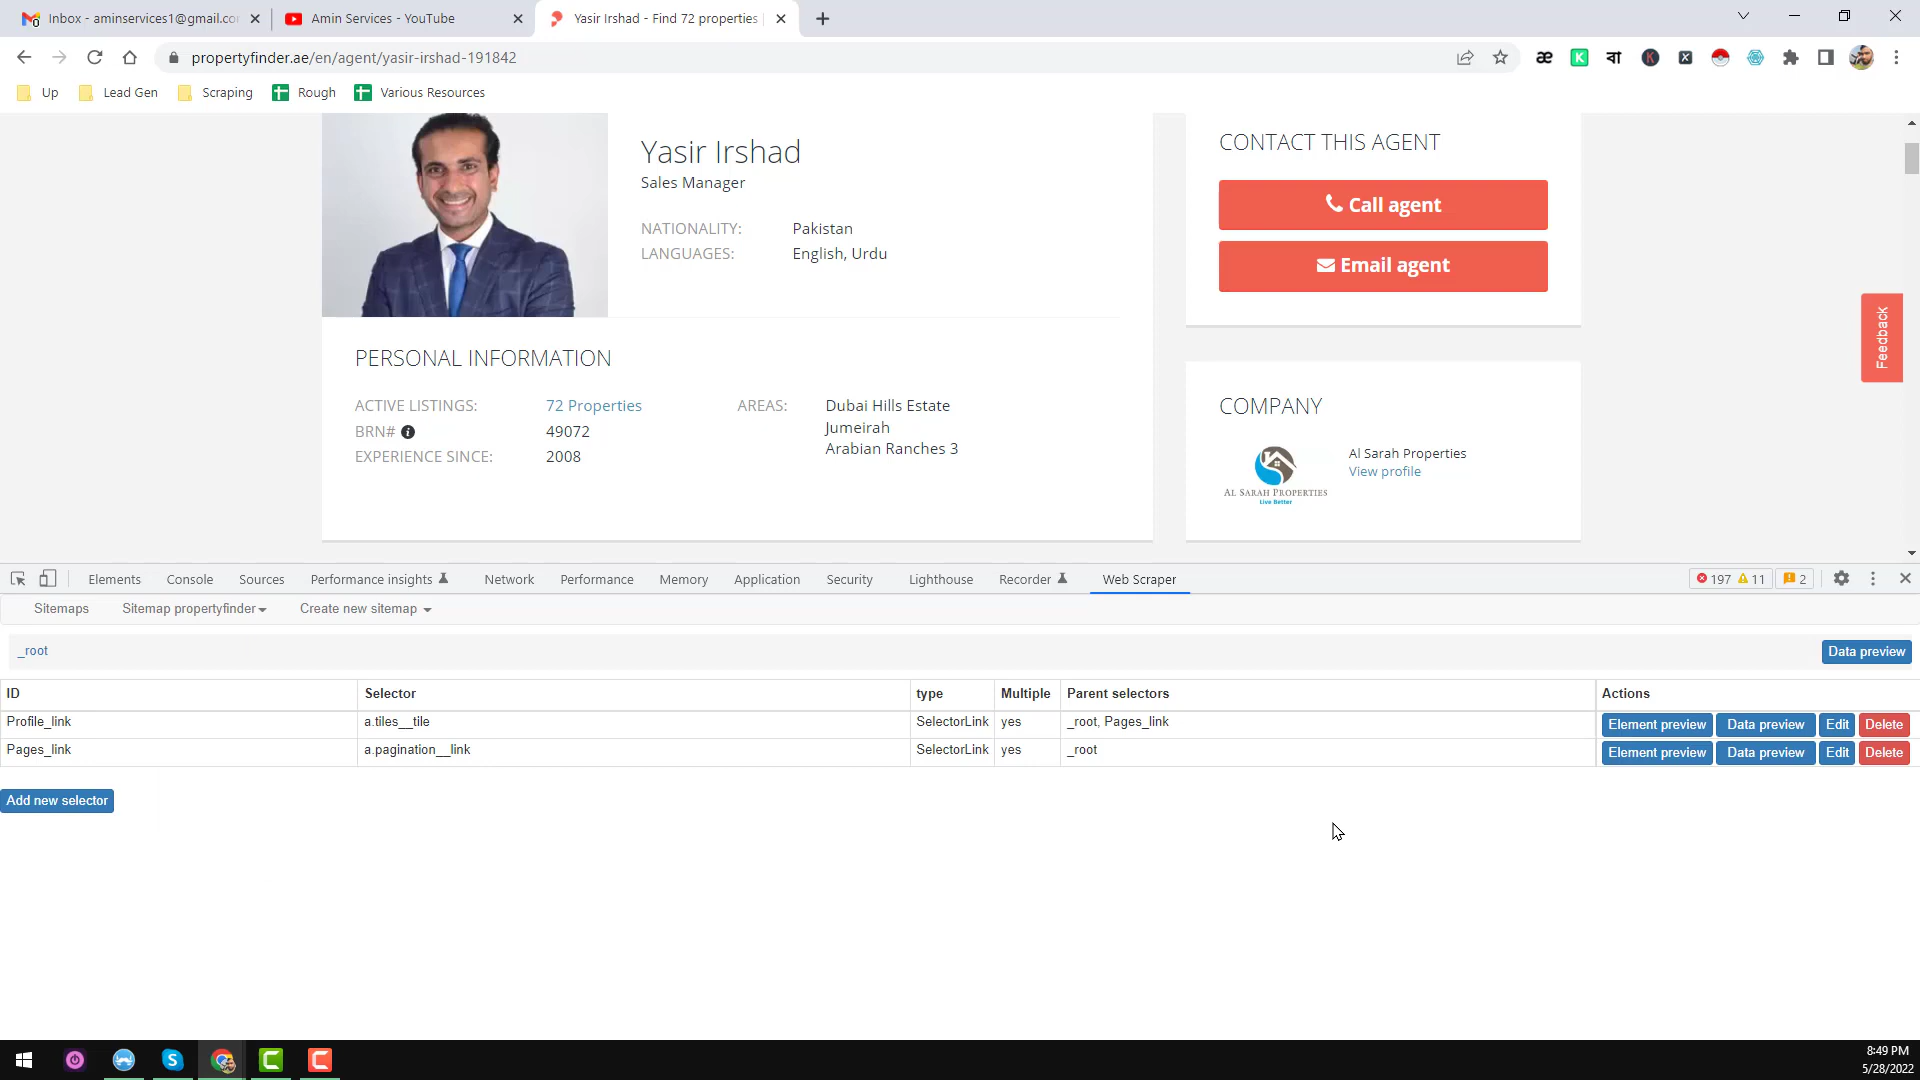 Inbox - aminservices1@gmail.co
Amin Services - YouTube
Yasir Irshad - Find 72 properties
propertyfinder.ae/en/agent/yasir-irshad-191842
Up
Lead Gen
Scraping
Rough
Various Resources
Yasir Irshad
Sales Manager
NATIONALITY: Pakistan
LANGUAGES: English, Urdu
CONTACT THIS AGENT
Call agent
Email agent
Feedback
PERSONAL INFORMATION
ACTIVE LISTINGS: 72 Properties
BRN# 49072
EXPERIENCE SINCE: 2008
AREAS: Dubai Hills Estate
Jumeirah
Arabian Ranches 3
COMPANY
AL SARAH PROPERTIES
Live Better
Al Sarah Properties
View profile
Elements Console Sources Performance insights Network Performance Memory Application Security Lighthouse Recorder Web Scraper 197 11 2
Sitemaps Sitemap propertyfinder Create new sitemap
_root Data preview
ID Selector type Multiple Parent selectors Actions
Profile_link a.tiles__tile SelectorLink yes _root, Pages_link Element preview Data preview Edit Delete
Pages_link a.pagination__link SelectorLink yes _root Element preview Data preview Edit Delete
Add new selector
8:49 PM
5/28/2022